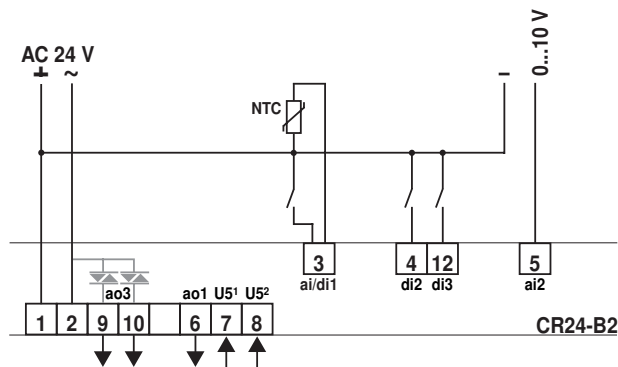 AC 24 V
⊥ ~
NTC
–
0...10 V
3
4 12
5
ai/di1
di2 di3
ai2
ao3
ao1 U5¹ U5²
1 2 9 10 6 7 8
CR24-B2